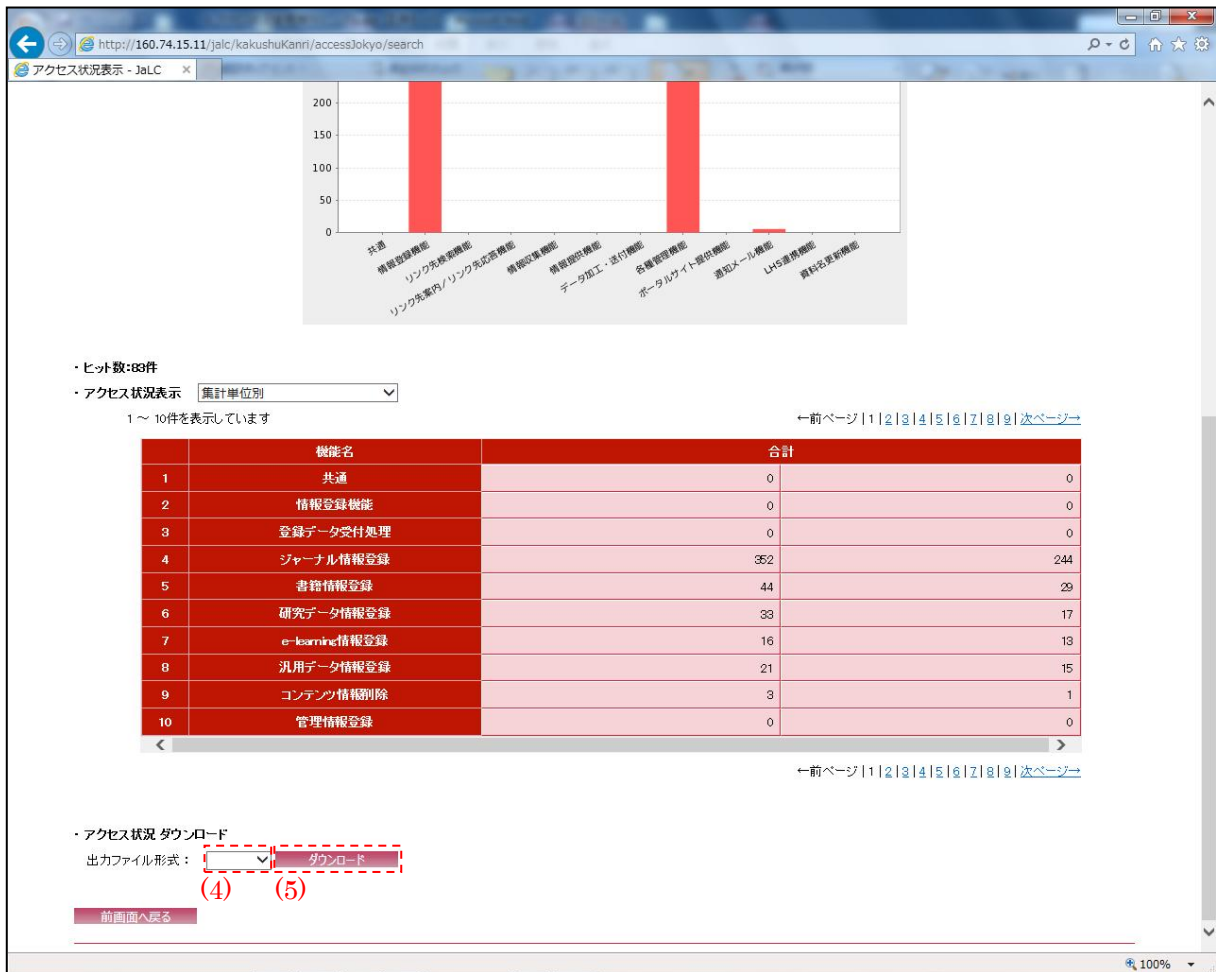 http://160.74.15.11/jalc/kakushuKanri/accessJokyo/search
アクセス状況表示 - JaLC ×
200
150
100
50
0
共通
情報登録機能
リンク先検索機能
リンク先案内/リンク先応答機能
情報収集機能
情報提供機能
データ加工・送付機能
各種管理機能
ポータルサイト提供機能
通知メール機能
LHS連携機能
資料名更新機能
・ヒット数:83件
・アクセス状況表示 集計単位別
1 ～ 10件を表示しています ←前ページ|1|2|3|4|5|6|7|8|9|次ページ→
機能名 合計
1 共通 0 0
2 情報登録機能 0 0
3 登録データ受付処理 0 0
4 ジャーナル情報登録 352 244
5 書籍情報登録 44 29
6 研究データ情報登録 33 17
7 e-learning情報登録 16 13
8 汎用データ情報登録 21 15
9 コンテンツ情報削除 3 1
10 管理情報登録 0 0
←前ページ|1|2|3|4|5|6|7|8|9|次ページ→
・アクセス状況 ダウンロード
出力ファイル形式： ダウンロード
(4) (5)
前画面へ戻る
100%